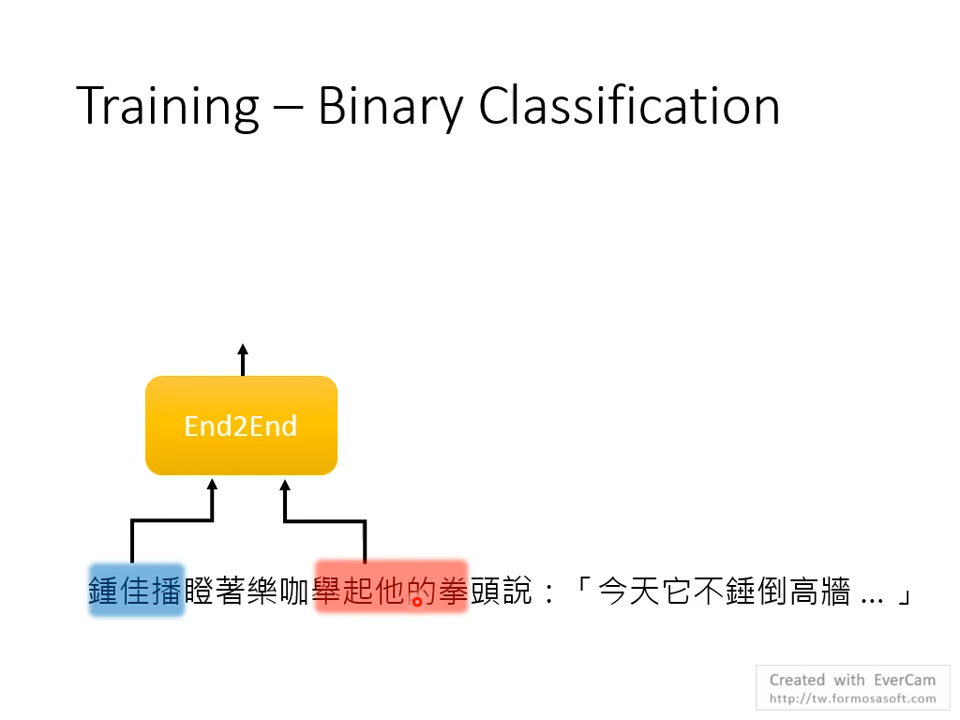 Training – Binary Classification
End2End
鍾佳播瞪著樂咖舉起他的拳頭說：「今天它不錘倒高牆 ... 」
Created with EverCam
http://tw.formosasoft.com